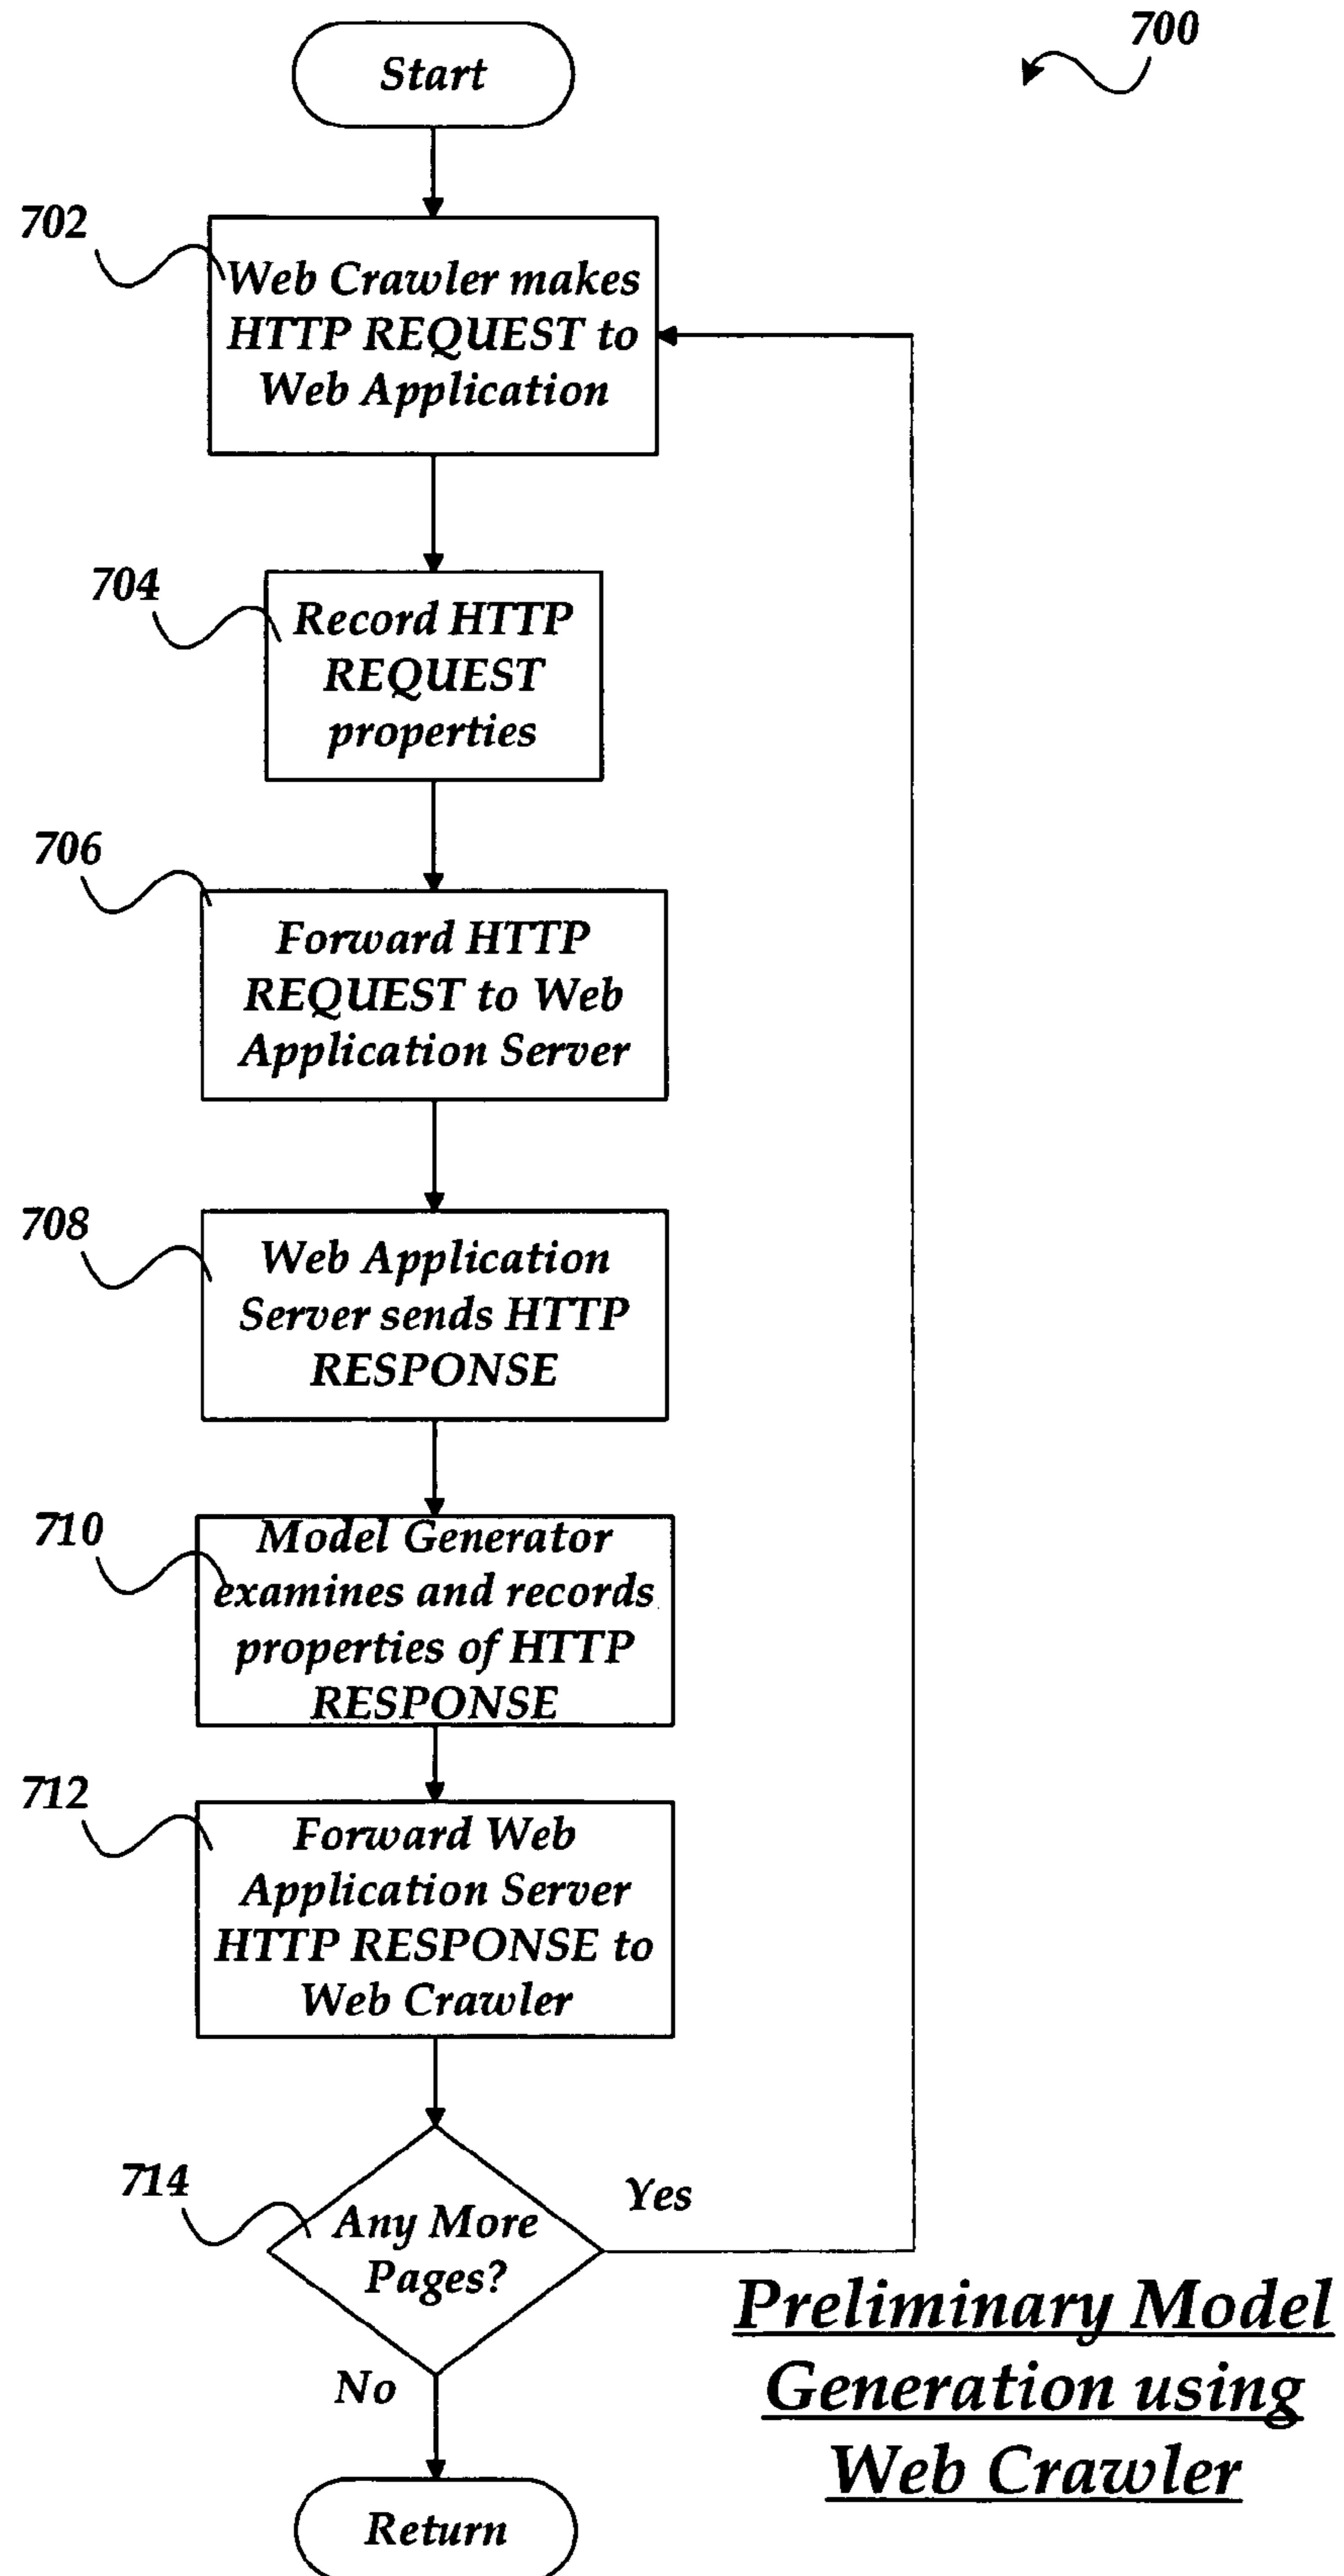 700
Start
702
Web Crawler makes
HTTP REQUEST to
Web Application
704
Record HTTP
REQUEST
properties
706
Forward HTTP
REQUEST to Web
Application Server
708
Web Application
Server sends HTTP
RESPONSE
710
Model Generator
examines and records
properties of HTTP
RESPONSE
712
Forward Web
Application Server
HTTP RESPONSE to
Web Crawler
714
Any More
Pages?
Yes
No
Return
Preliminary Model
Generation using
Web Crawler